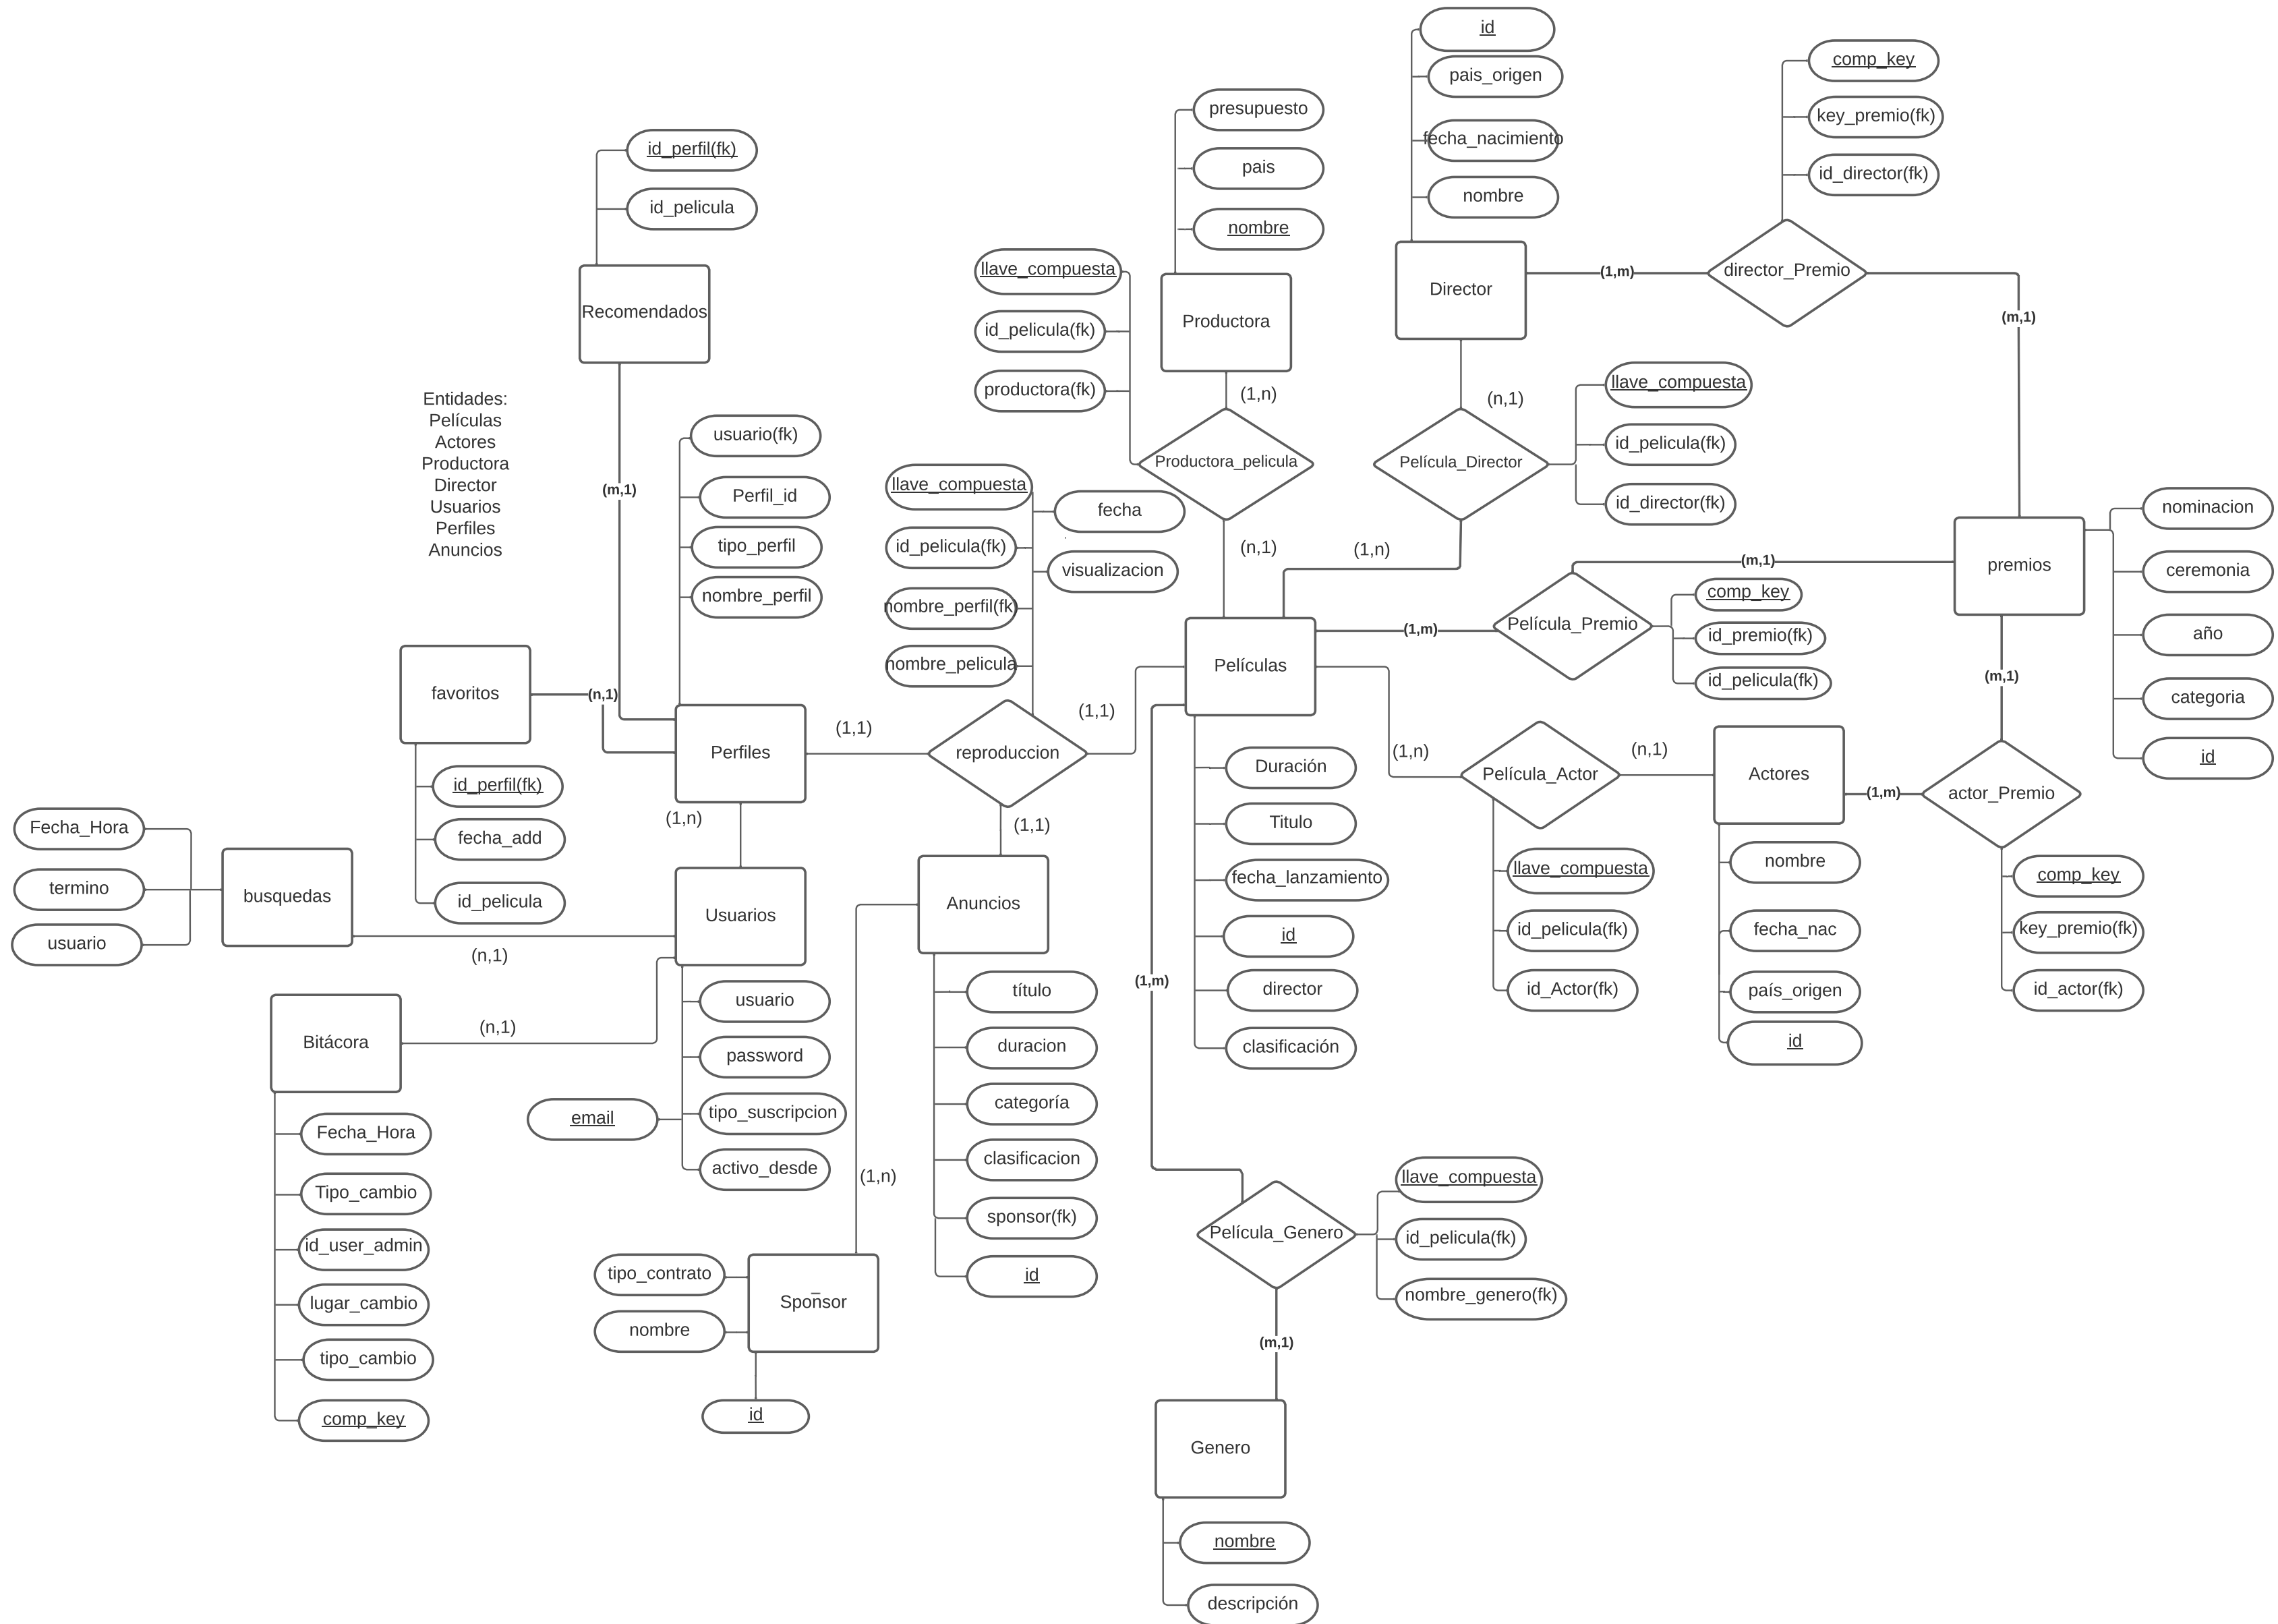 id
pais_origen
fecha_nacimiento
nombre
Director
comp_key
key_premio(fk)
id_director(fk)
director_Premio
(1,m)
(m,1)
presupuesto
pais
nombre
Productora
id_perfil(fk)
id_pelicula
Recomendados
(m,1)
llave_compuesta
id_pelicula(fk)
productora(fk)
(1,n)
Productora_pelicula
(n,1)
(n,1)
Película_Director
(1,n)
llave_compuesta
id_pelicula(fk)
id_director(fk)
Entidades:
Películas
Actores
Productora
Director
Usuarios
Perfiles
Anuncios
usuario(fk)
Perfil_id
tipo_perfil
nombre_perfil
llave_compuesta
id_pelicula(fk)
nombre_perfil(fk)
nombre_pelicula
fecha
visualizacion
nominacion
ceremonia
año
categoria
id
premios
(m,1)
Película_Premio
(1,m)
comp_key
id_premio(fk)
id_pelicula(fk)
Películas
favoritos
(n,1)
Perfiles
(1,1)
reproduccion
(1,1)
(1,1)
(1,n)
Película_Actor
(n,1)
Actores
(1,m)
actor_Premio
(m,1)
id_perfil(fk)
fecha_add
id_pelicula
Duración
Titulo
fecha_lanzamiento
id
director
clasificación
llave_compuesta
id_pelicula(fk)
id_Actor(fk)
nombre
fecha_nac
país_origen
id
comp_key
key_premio(fk)
id_actor(fk)
Fecha_Hora
termino
usuario
busquedas
(n,1)
(1,n)
Usuarios
Anuncios
Bitácora
(n,1)
usuario
password
tipo_suscripcion
activo_desde
email
título
duracion
categoría
clasificacion
sponsor(fk)
id
(1,m)
(1,n)
Fecha_Hora
Tipo_cambio
id_user_admin
lugar_cambio
tipo_cambio
comp_key
tipo_contrato
nombre
Sponsor
id
Película_Genero
llave_compuesta
id_pelicula(fk)
nombre_genero(fk)
(m,1)
Genero
nombre
descripción